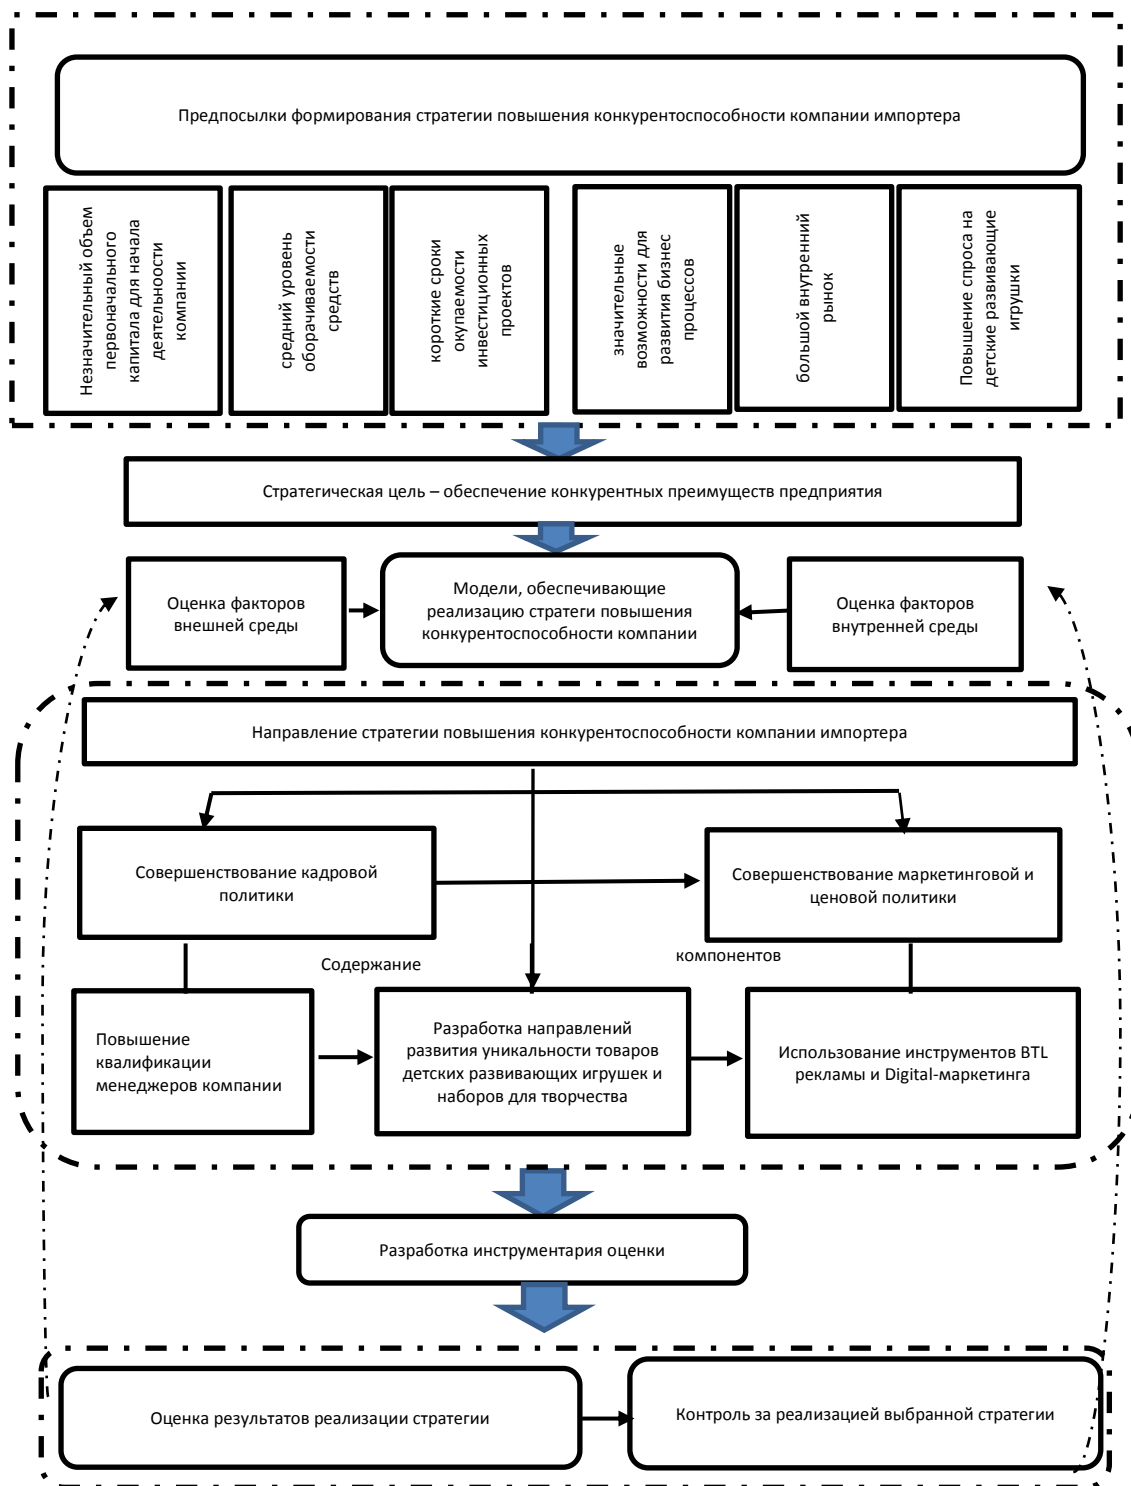 Предпосылки формирования стратегии повышения конкурентоспособности компании импортера
Незначительный объем
первоначального
капитала для начала
деятельноости
компании
средний уровень
оборачиваемости
средств
короткие сроки
окупаемости
инвестиционных
проектов
значительные
возможности для
развития бизнес
процессов
большой внутренний
рынок
Повышение спроса на
детские развивающие
игрушки
Стратегическая цель – обеспечение конкурентных преимуществ предприятия
Оценка факторов
внешней среды
Модели, обеспечивающие
реализацию стратеги повышения
конкурентоспособности компании
Оценка факторов
внутренней среды
Направление стратегии повышения конкурентоспособности компании импортера
Совершенствование кадровой
политики
Совершенствование маркетинговой и
ценовой политики
Содержание
компонентов
Повышение
квалификации
менеджеров компании
Разработка направлений
развития уникальности товаров
детских развивающих игрушек и
наборов для творчества
Использование инструментов BTL
рекламы и Digital-маркетинга
Разработка инструментария оценки
Оценка результатов реализации стратегии
Контроль за реализацией выбранной стратегии